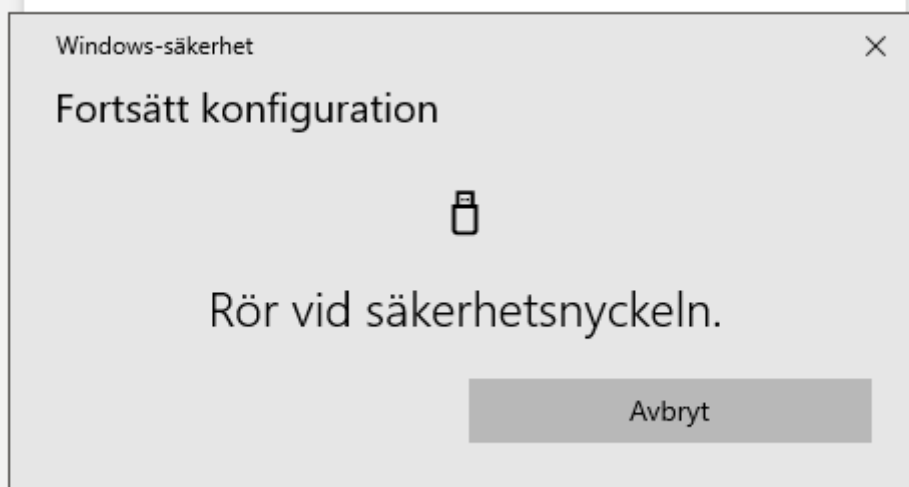 Windows-säkerhet
Fortsätt konfiguration
Rör vid säkerhetsnyckeln.
Avbryt